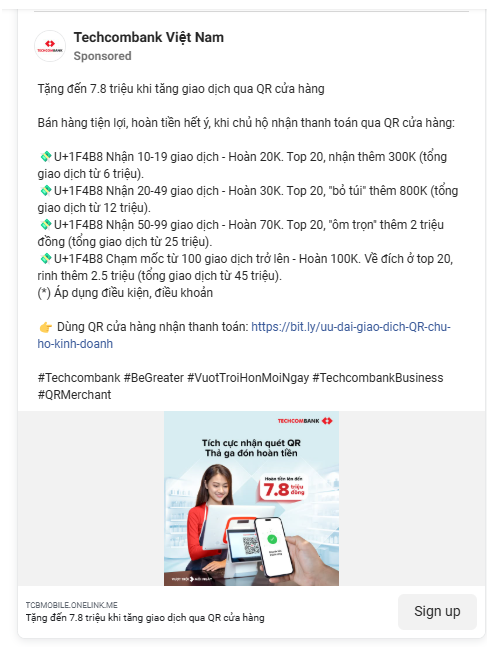 Techcombank Việt Nam
TECHCOMBANK
Sponsored
Tặng đến 7.8 triệu khi tăng giao dịch qua QR cửa hàng
Bán hàng tiện lợi, hoàn tiền hết ý, khi chủ hộ nhận thanh toán qua QR cửa hàng:
💸U+1F4B8 Nhận 10-19 giao dịch - Hoàn 20K. Top 20, nhận thêm 300K (tổng
giao dịch từ 6 triệu).
💸U+1F4B8 Nhận 20-49 giao dịch - Hoàn 30K. Top 20, "bỏ túi" thêm 800K (tổng
giao dịch từ 12 triệu).
💸U+1F4B8 Nhận 50-99 giao dịch - Hoàn 70K. Top 20, "ôm trọn" thêm 2 triệu
đồng (tổng giao dịch từ 25 triệu).
💸U+1F4B8 Chạm mốc từ 100 giao dịch trở lên - Hoàn 100K. Về đích ở top 20,
rinh thêm 2.5 triệu (tổng giao dịch từ 45 triệu).
(*) Áp dụng điều kiện, điều khoản
👉 Dùng QR cửa hàng nhận thanh toán: https://bit.ly/uu-dai-giao-dich-QR-chu-
ho-kinh-doanh
#Techcombank #BeGreater #VuotTroiHonMoiNgay #TechcombankBusiness
#QRMerchant
TECHCOMBANK
Tích cực nhận quét QR
Thả ga đón hoàn tiền
Hoàn tiền lên đến
7.8 triệu
đồng
VƯỢT TRỘI MỖI NGÀY
TCBMOBILE.ONELINK.ME
Tặng đến 7.8 triệu khi tăng giao dịch qua QR cửa hàng
Sign up